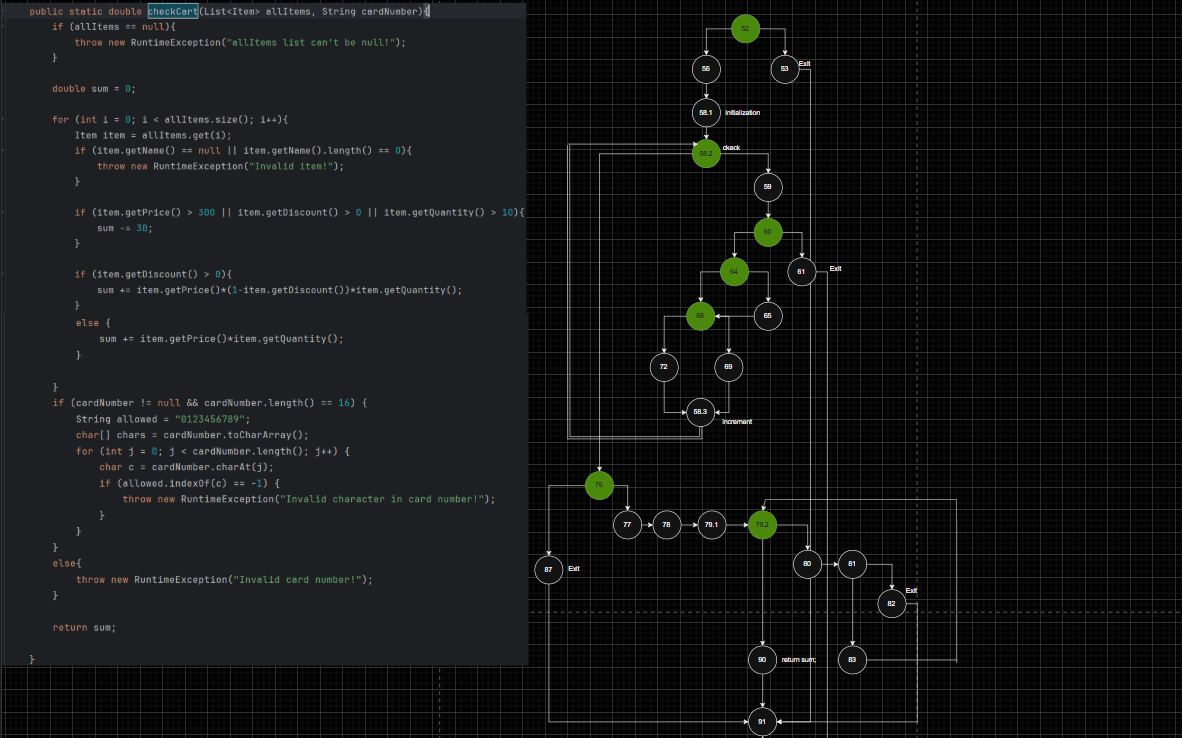 public static double checkCart(List<Item> allItems, String cardNumber){
if (allItems == null){
throw new RuntimeException("allItems list can't be null!");
}
double sum = 0;
for (int i = 0; i < allItems.size(); i++){
Item item = allItems.get(i);
if (item.getName() == null || item.getName().length() == 0){
throw new RuntimeException("Invalid item!");
}
if (item.getPrice() > 300 || item.getDiscount() > 0 || item.getQuantity() > 10){
sum -= 30;
}
if (item.getDiscount() > 0){
sum += item.getPrice()*(1-item.getDiscount())*item.getQuantity();
}
else {
sum += item.getPrice()*item.getQuantity();
}
}
if (cardNumber != null && cardNumber.length() == 16) {
String allowed = "0123456789";
char[] chars = cardNumber.toCharArray();
for (int j = 0; j < cardNumber.length(); j++) {
char c = cardNumber.charAt(j);
if (allowed.indexOf(c) == -1) {
throw new RuntimeException("Invalid character in card number!");
}
}
}
else{
throw new RuntimeException("Invalid card number!");
}
return sum;
}
52
56
53
Exit
58.1
initialization
58.2
check
59
60
64
61
Exit
68
65
72
69
58.3
increment
76
77
78
79.1
79.2
87
Exit
80
81
82
Exit
90
return sum;
83
91